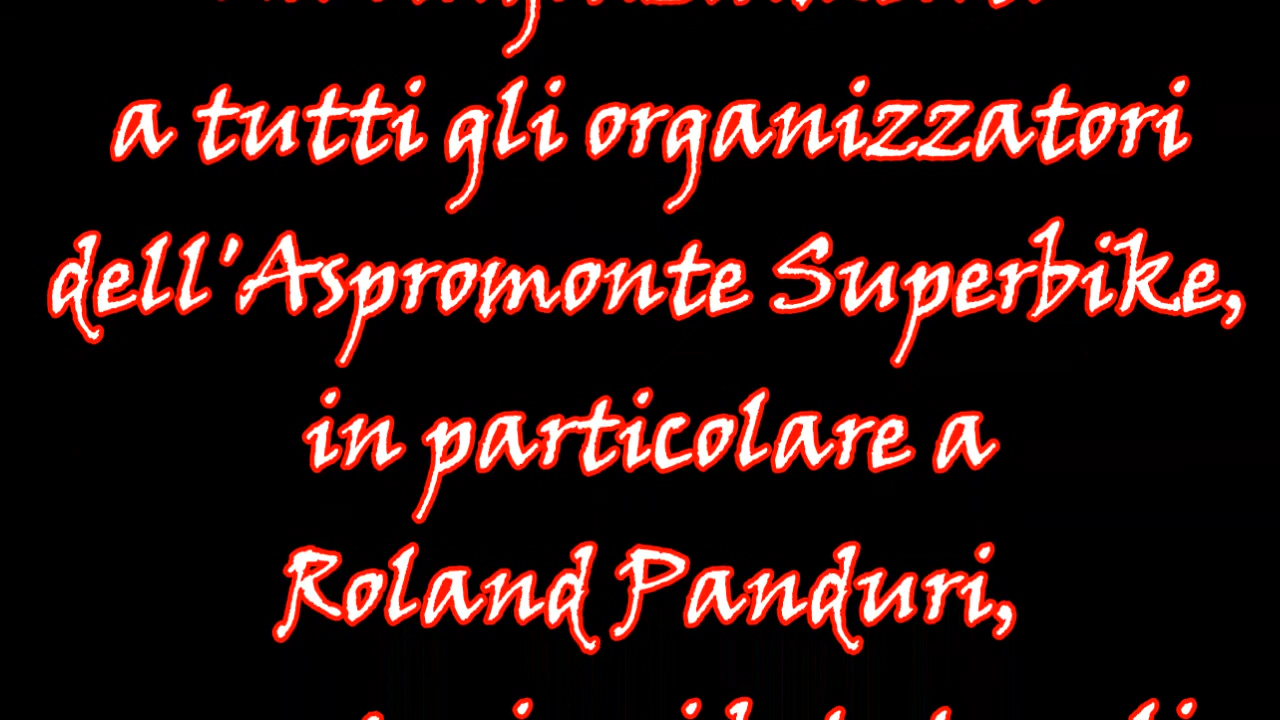 a tutti gli organizzatori
dell'Aspromonte Superbike,
in particolare a
Roland Panduri,